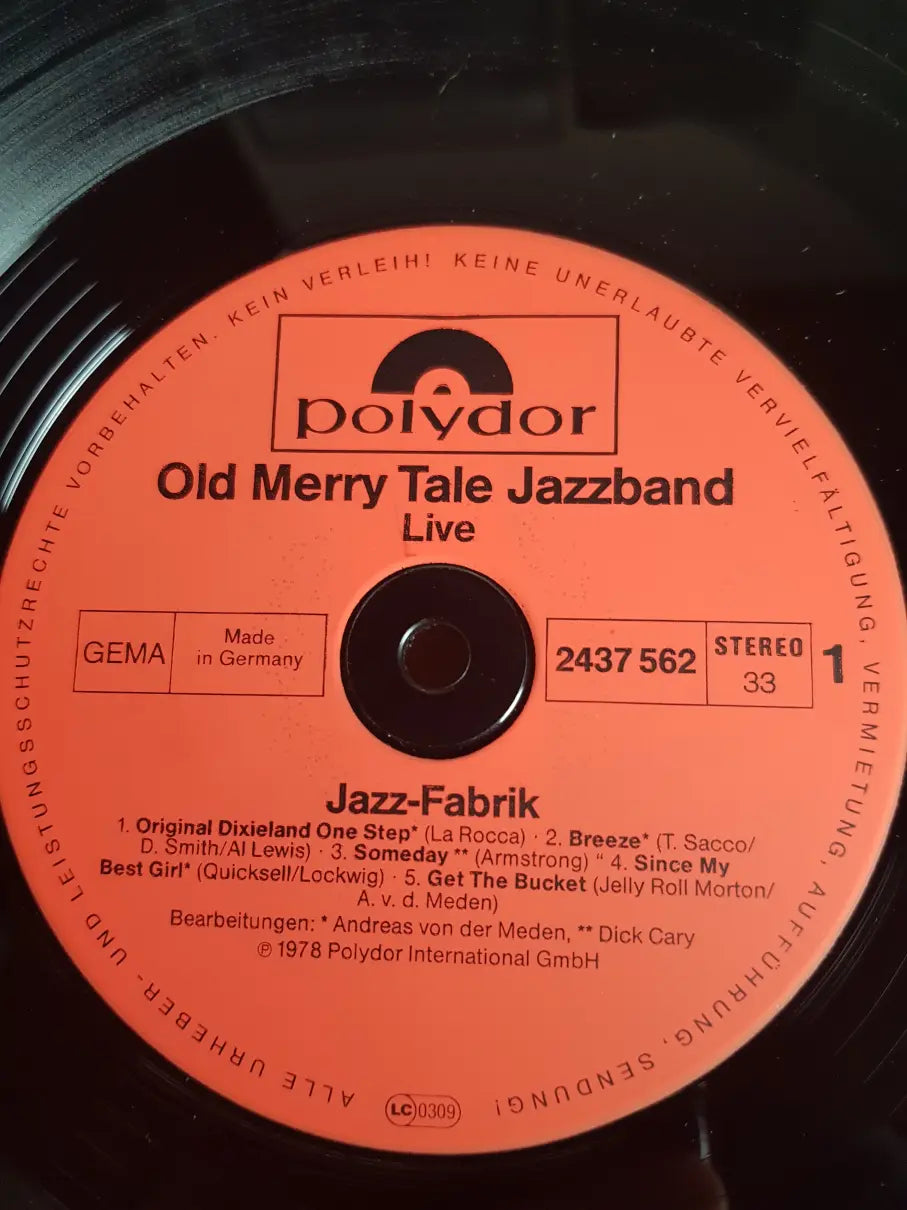 ALLE URHEBER- UND LEISTUNGSSCHUTZRECHTE VORBEHALTEN. KEIN VERLEIH! KEINE UNERLAUBTE VERVIELFÄLTIGUNG, VERMIETUNG, AUFFÜHRUNG, SENDUNG!
polydor
Old Merry Tale Jazzband
Live
GEMA
Made
in Germany
2437 562
STEREO
33
1
Jazz-Fabrik
1. Original Dixieland One Step* (La Rocca) · 2. Breeze* (T. Sacco/
D. Smith/Al Lewis) · 3. Someday ** (Armstrong) " 4. Since My
Best Girl* (Quicksell/Lockwig) · 5. Get The Bucket (Jelly Roll Morton/
A. v. d. Meden)
Bearbeitungen: * Andreas von der Meden, ** Dick Cary
℗ 1978 Polydor International GmbH
LC 0309